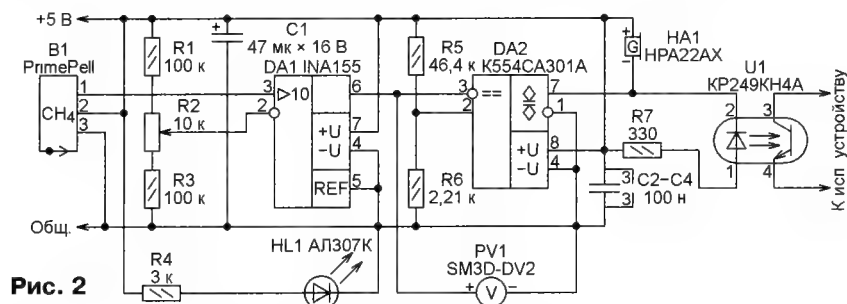 +5 В
B1
PrimePell
1
CH4
2
3
Общ.
R1
100 к
R2
10 к
R3
100 к
R4
3 к
C1
47 мк × 16 В
DA1 INA155
3
2
▷10
6
+U
7
−U
4
REF
5
HL1 АЛ307К
R5
46,4 к
R6
2,21 к
DA2
К554СА301А
3
2
==
7
1
+U
8
−U
4
PV1
SM3D-DV2
+
V
−
HA1
HPA22AX
+
G
−
U1
КР249КН4А
R7
330
2
3
1
4
3
3
C2–C4
100 н
К исп устройству
Рис. 2